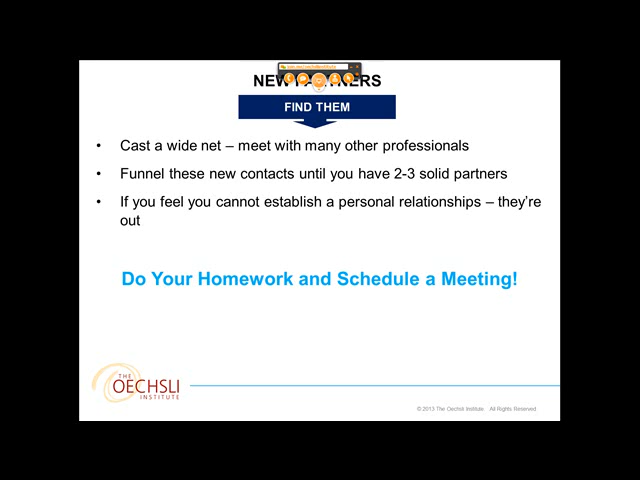 NEW PARTNERS
FIND THEM
• Cast a wide net – meet with many other professionals
• Funnel these new contacts until you have 2-3 solid partners
• If you feel you cannot establish a personal relationships – they're
out
Do Your Homework and Schedule a Meeting!
THE
OECHSLI
INSTITUTE
© 2013 The Oechsli Institute All Rights Reserved